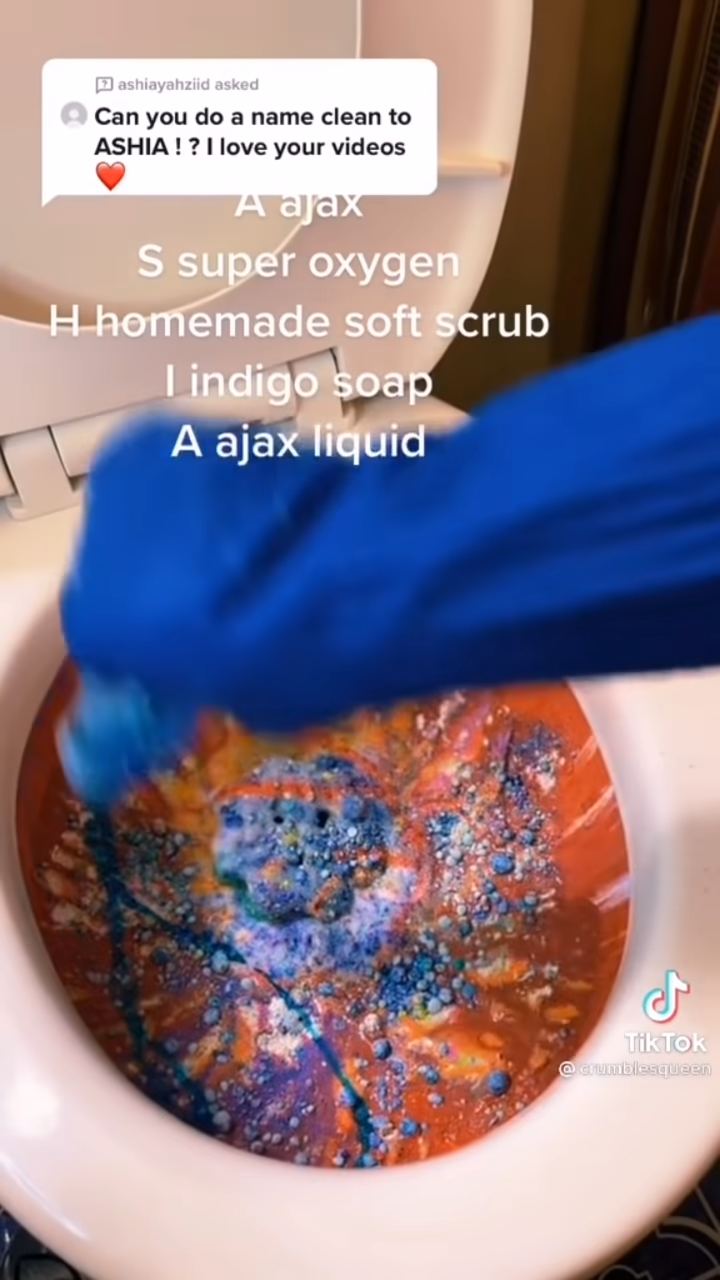 ashiayahziid asked
Can you do a name clean to
ASHIA ! ? I love your videos
❤️
A ajax
S super oxygen
H homemade soft scrub
I indigo soap
A ajax liquid
TikTok
@crumblesqueen